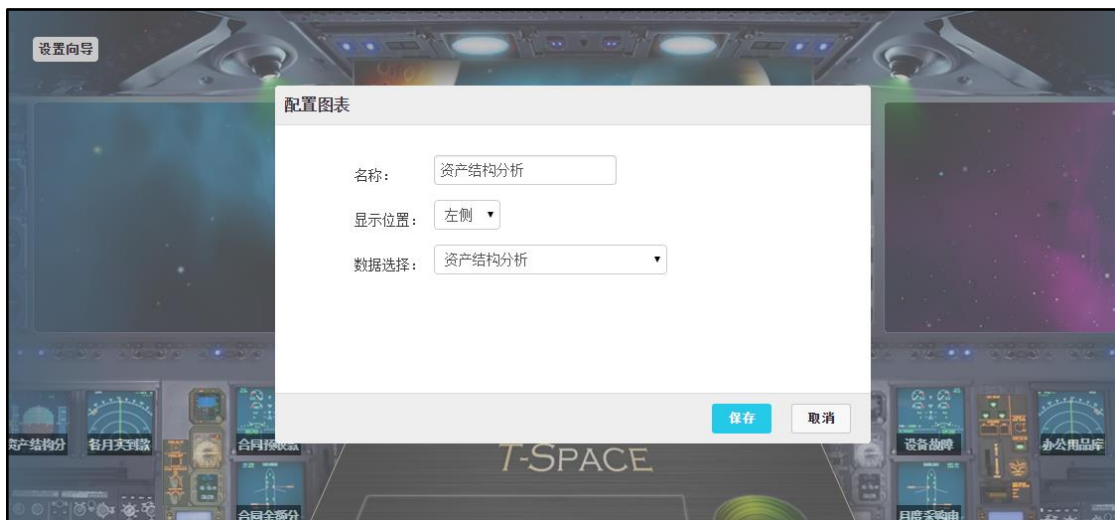 设置向导
配置图表
名称：
资产结构分析
显示位置：
左侧
数据选择：
资产结构分析
保存
取消
资产结构分
各月实到款
合同预收款
设备故障
办公用品库
T-SPACE
合同金额分
月度采购申